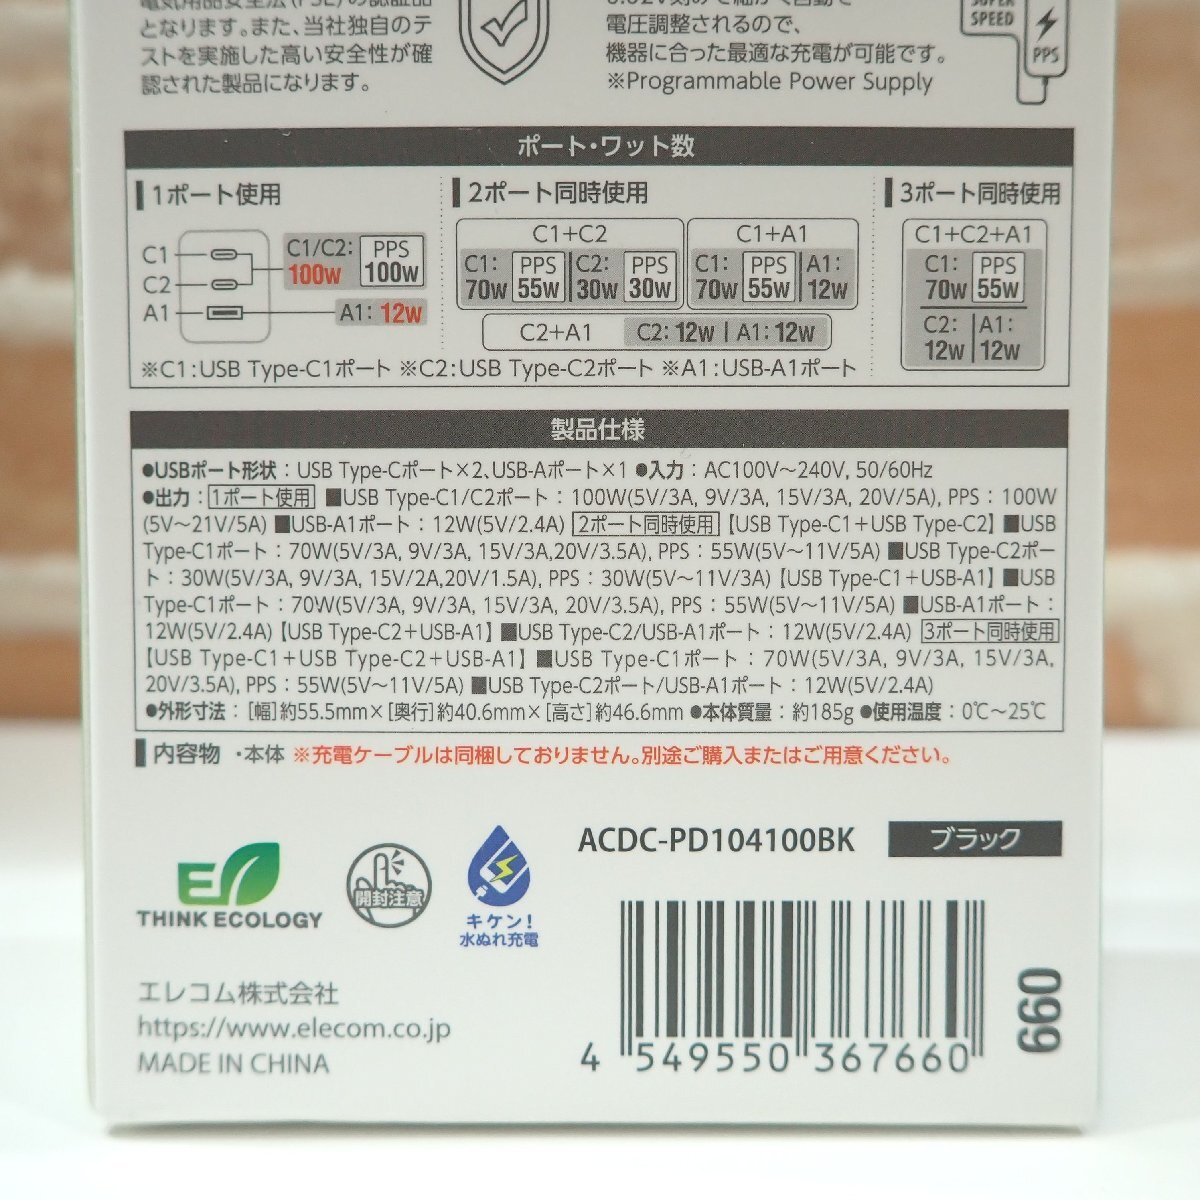 電気用品安全法(PSE)の認証品
となります。また、当社独自のテ
ストを実施した高い安全性が確
認された製品になります。
0.02V刻みで細かく自動で
電圧調整されるので、
機器に合った最適な充電が可能です。
※Programmable Power Supply
SUPER
SPEED
PPS
ポート・ワット数
1ポート使用
C1
C2
A1
C1/C2: 100W
PPS 100W
A1: 12W
2ポート同時使用
C1+C2
C1: 70W PPS 55W C2: 30W PPS 30W
C1+A1
C1: 70W PPS 55W A1: 12W
C2+A1 C2: 12W A1: 12W
3ポート同時使用
C1+C2+A1
C1: 70W PPS 55W
C2: 12W A1: 12W
※C1:USB Type-C1ポート ※C2:USB Type-C2ポート ※A1:USB-A1ポート
製品仕様
●USBポート形状：USB Type-Cポート×2、USB-Aポート×1 ●入力：AC100V～240V, 50/60Hz
●出力：1ポート使用 ■USB Type-C1/C2ポート：100W(5V/3A, 9V/3A, 15V/3A, 20V/5A), PPS：100W
(5V～21V/5A) ■USB-A1ポート：12W(5V/2.4A) 2ポート同時使用【USB Type-C1＋USB Type-C2】■USB
Type-C1ポート：70W(5V/3A, 9V/3A, 15V/3A,20V/3.5A), PPS：55W(5V～11V/5A) ■USB Type-C2ポー
ト：30W(5V/3A, 9V/3A, 15V/2A,20V/1.5A), PPS：30W(5V～11V/3A)【USB Type-C1＋USB-A1】■USB
Type-C1ポート：70W(5V/3A, 9V/3A, 15V/3A, 20V/3.5A), PPS：55W(5V～11V/5A) ■USB-A1ポート：
12W(5V/2.4A)【USB Type-C2＋USB-A1】■USB Type-C2/USB-A1ポート：12W(5V/2.4A) 3ポート同時使用
【USB Type-C1＋USB Type-C2＋USB-A1】■USB Type-C1ポート：70W(5V/3A, 9V/3A, 15V/3A,
20V/3.5A), PPS：55W(5V～11V/5A) ■USB Type-C2ポート/USB-A1ポート：12W(5V/2.4A)
●外形寸法：[幅]約55.5mm×[奥行]約40.6mm×[高さ]約46.6mm ●本体質量：約185g ●使用温度：0℃～25℃
内容物 ・本体 ※充電ケーブルは同梱しておりません。別途ご購入またはご用意ください。
ACDC-PD104100BK ブラック
THINK ECOLOGY
開封注意
キケン!
水ぬれ充電
エレコム株式会社
https://www.elecom.co.jp
MADE IN CHINA
4 549550 367660
099